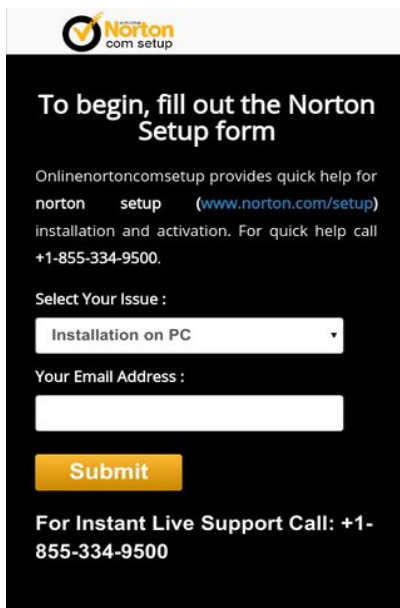 Norton
com setup
To begin, fill out the Norton
Setup form
Onlinenortoncomsetup provides quick help for
norton setup (www.norton.com/setup)
installation and activation. For quick help call
+1-855-334-9500.
Select Your Issue :
Installation on PC
Your Email Address :
Submit
For Instant Live Support Call: +1-
855-334-9500